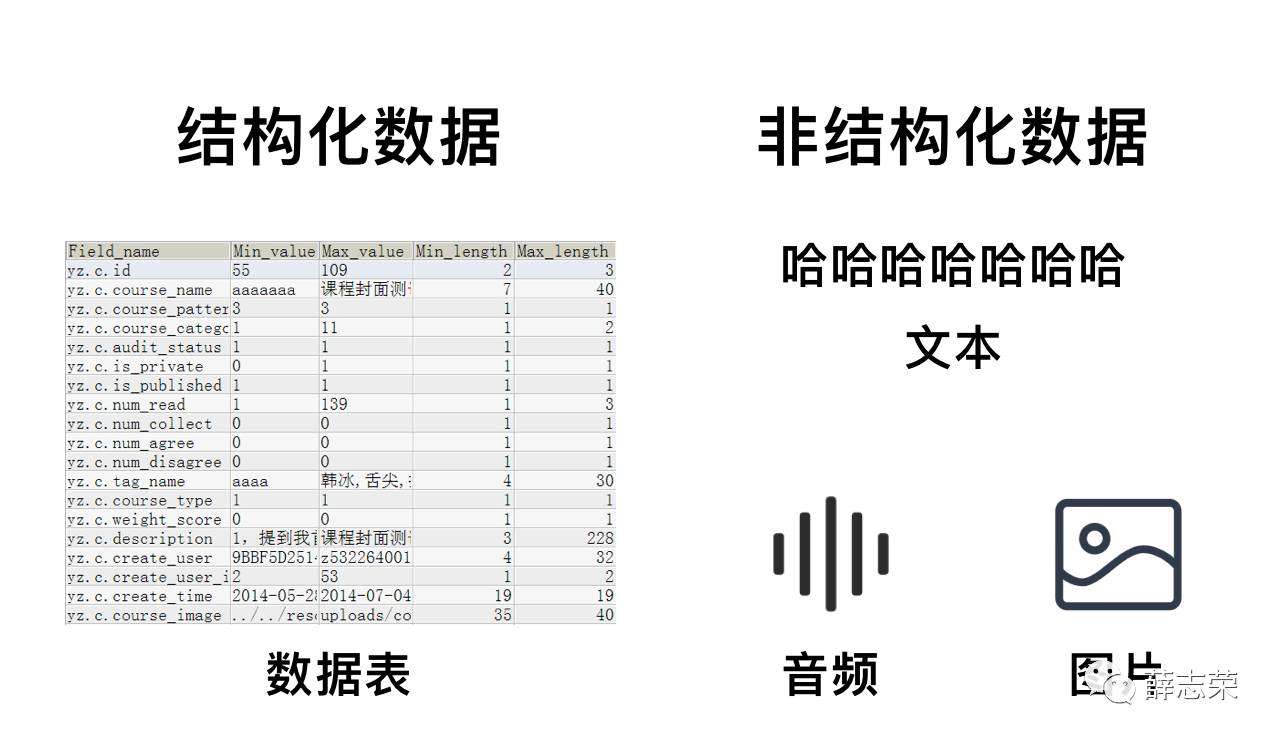 结构化数据
Field_name Min_value Max_value Min_length Max_length
yz.c.id 55 109 2 3
yz.c.course_name aaaaaaa 课程封面测 7 40
yz.c.course_patter 3 3 1 1
yz.c.course_catego 1 11 1 2
yz.c.audit_status 1 1 1 1
yz.c.is_private 0 1 1 1
yz.c.is_published 1 1 1 1
yz.c.num_read 1 139 1 3
yz.c.num_collect 0 0 1 1
yz.c.num_agree 0 0 1 1
yz.c.num_disagree 0 0 1 1
yz.c.tag_name aaaa 韩冰,舌尖, 4 30
yz.c.course_type 1 1 1 1
yz.c.weight_score 0 0 1 1
yz.c.description 1, 提到我 课程封面测 3 228
yz.c.create_user 9BBF5D251 z532264001 4 32
yz.c.create_user_i 2 53 1 2
yz.c.create_time 2014-05-28 2014-07-04 19 19
yz.c.course_image ../../reso uploads/co 35 40
数据表
非结构化数据
哈哈哈哈哈哈哈
文本
音频
图片
薛志荣